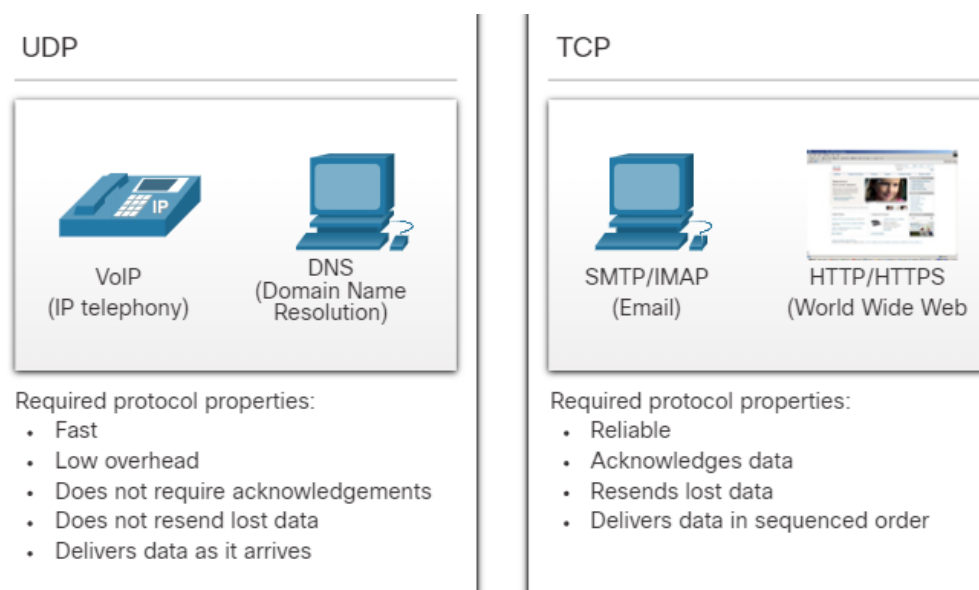 UDP
IP
VoIP
(IP telephony)
DNS
(Domain Name
Resolution)
Required protocol properties:
• Fast
• Low overhead
• Does not require acknowledgements
• Does not resend lost data
• Delivers data as it arrives
TCP
SMTP/IMAP
(Email)
HTTP/HTTPS
(World Wide Web
Required protocol properties:
• Reliable
• Acknowledges data
• Resends lost data
• Delivers data in sequenced order